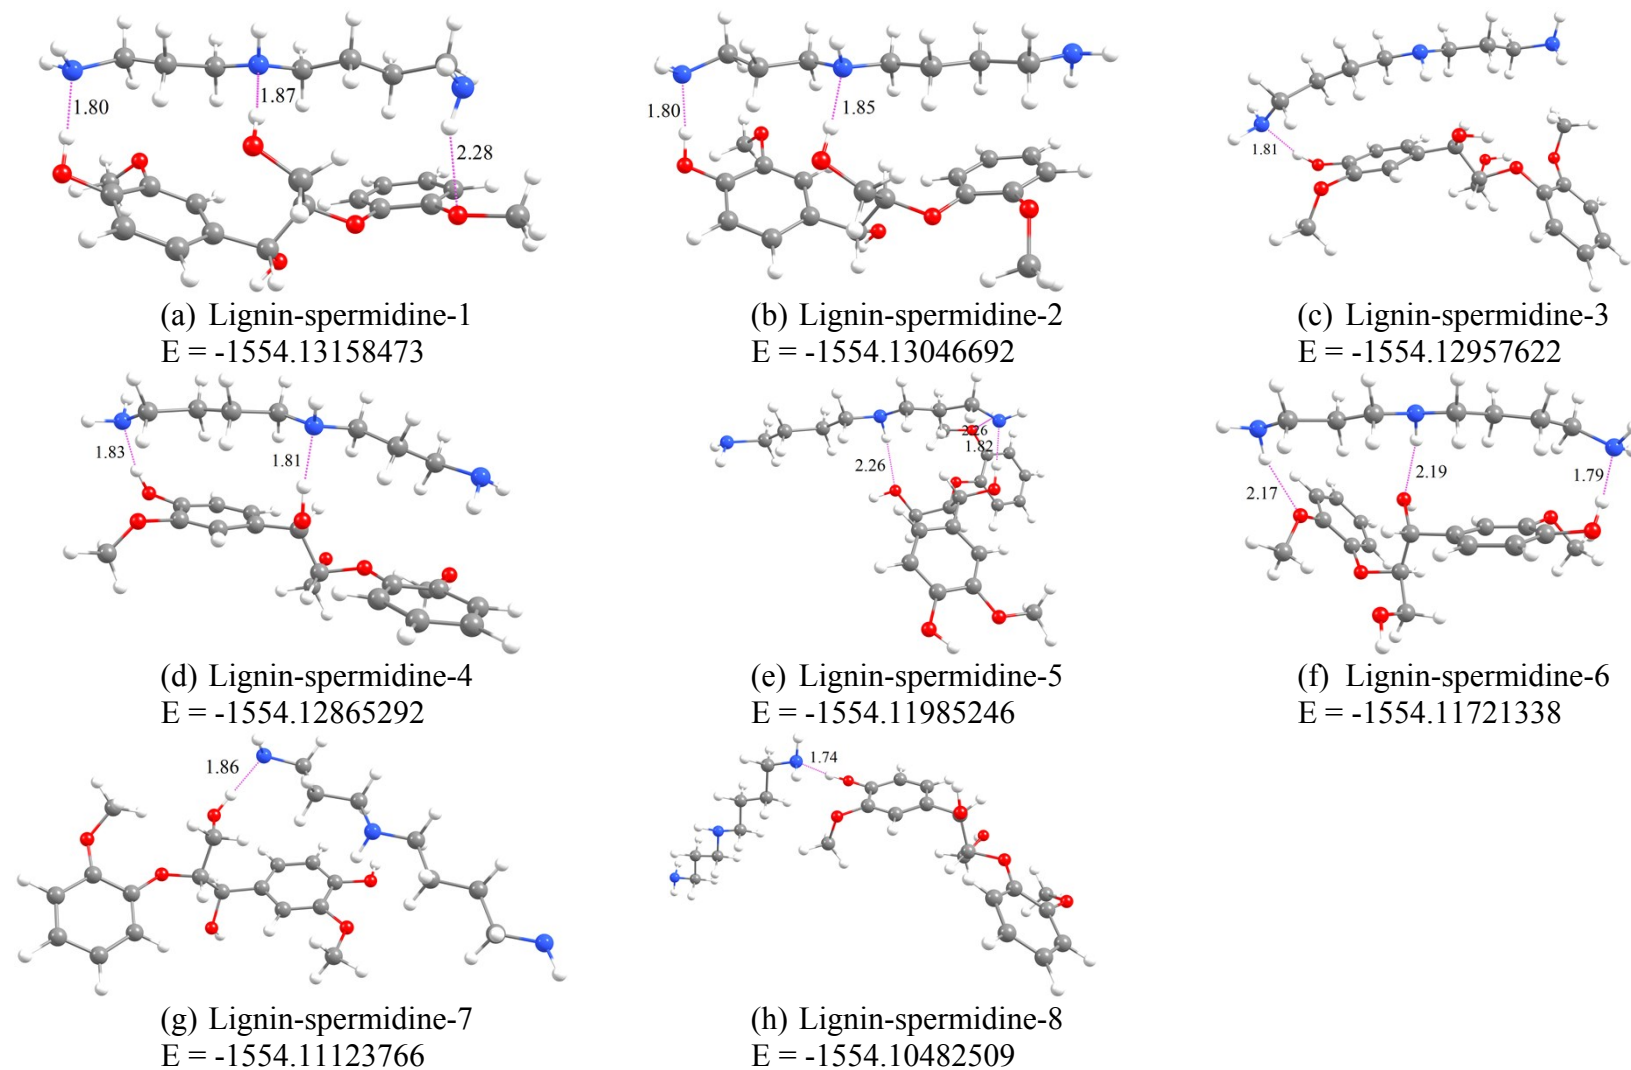 1.80
1.87
2.28
(a) Lignin-spermidine-1
E = -1554.13158473
1.80
1.85
(b) Lignin-spermidine-2
E = -1554.13046692
1.81
(c) Lignin-spermidine-3
E = -1554.12957622
1.83
1.81
(d) Lignin-spermidine-4
E = -1554.12865292
2.26
1.82
2.26
(e) Lignin-spermidine-5
E = -1554.11985246
2.17
2.19
1.79
(f) Lignin-spermidine-6
E = -1554.11721338
1.86
(g) Lignin-spermidine-7
E = -1554.11123766
1.74
(h) Lignin-spermidine-8
E = -1554.10482509